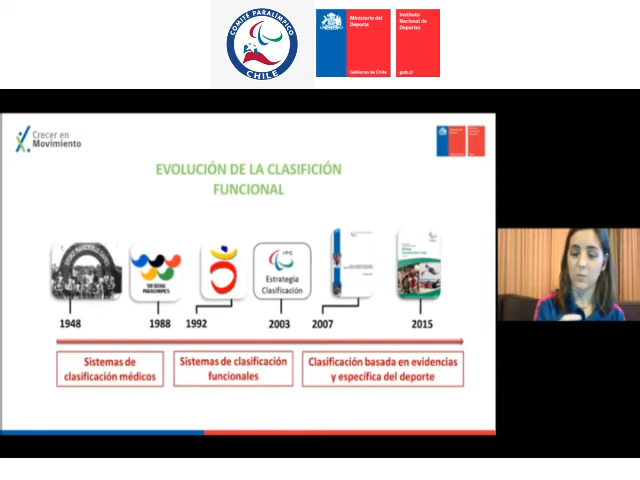 COMITÉ PARALÍMPICO
CHILE
Ministerio del
Deporte
Gobierno de Chile
Instituto
Nacional de
Deportes
gob.cl
Crecer en
Movimiento
EVOLUCIÓN DE LA CLASIFICIÓN
FUNCIONAL
IPC
Estrategia
Clasificación
1948
1988
1992
2003
2007
2015
Sistemas de
clasificación médicos
Sistemas de clasificación
funcionales
Clasificación basada en evidencias
y específica del deporte